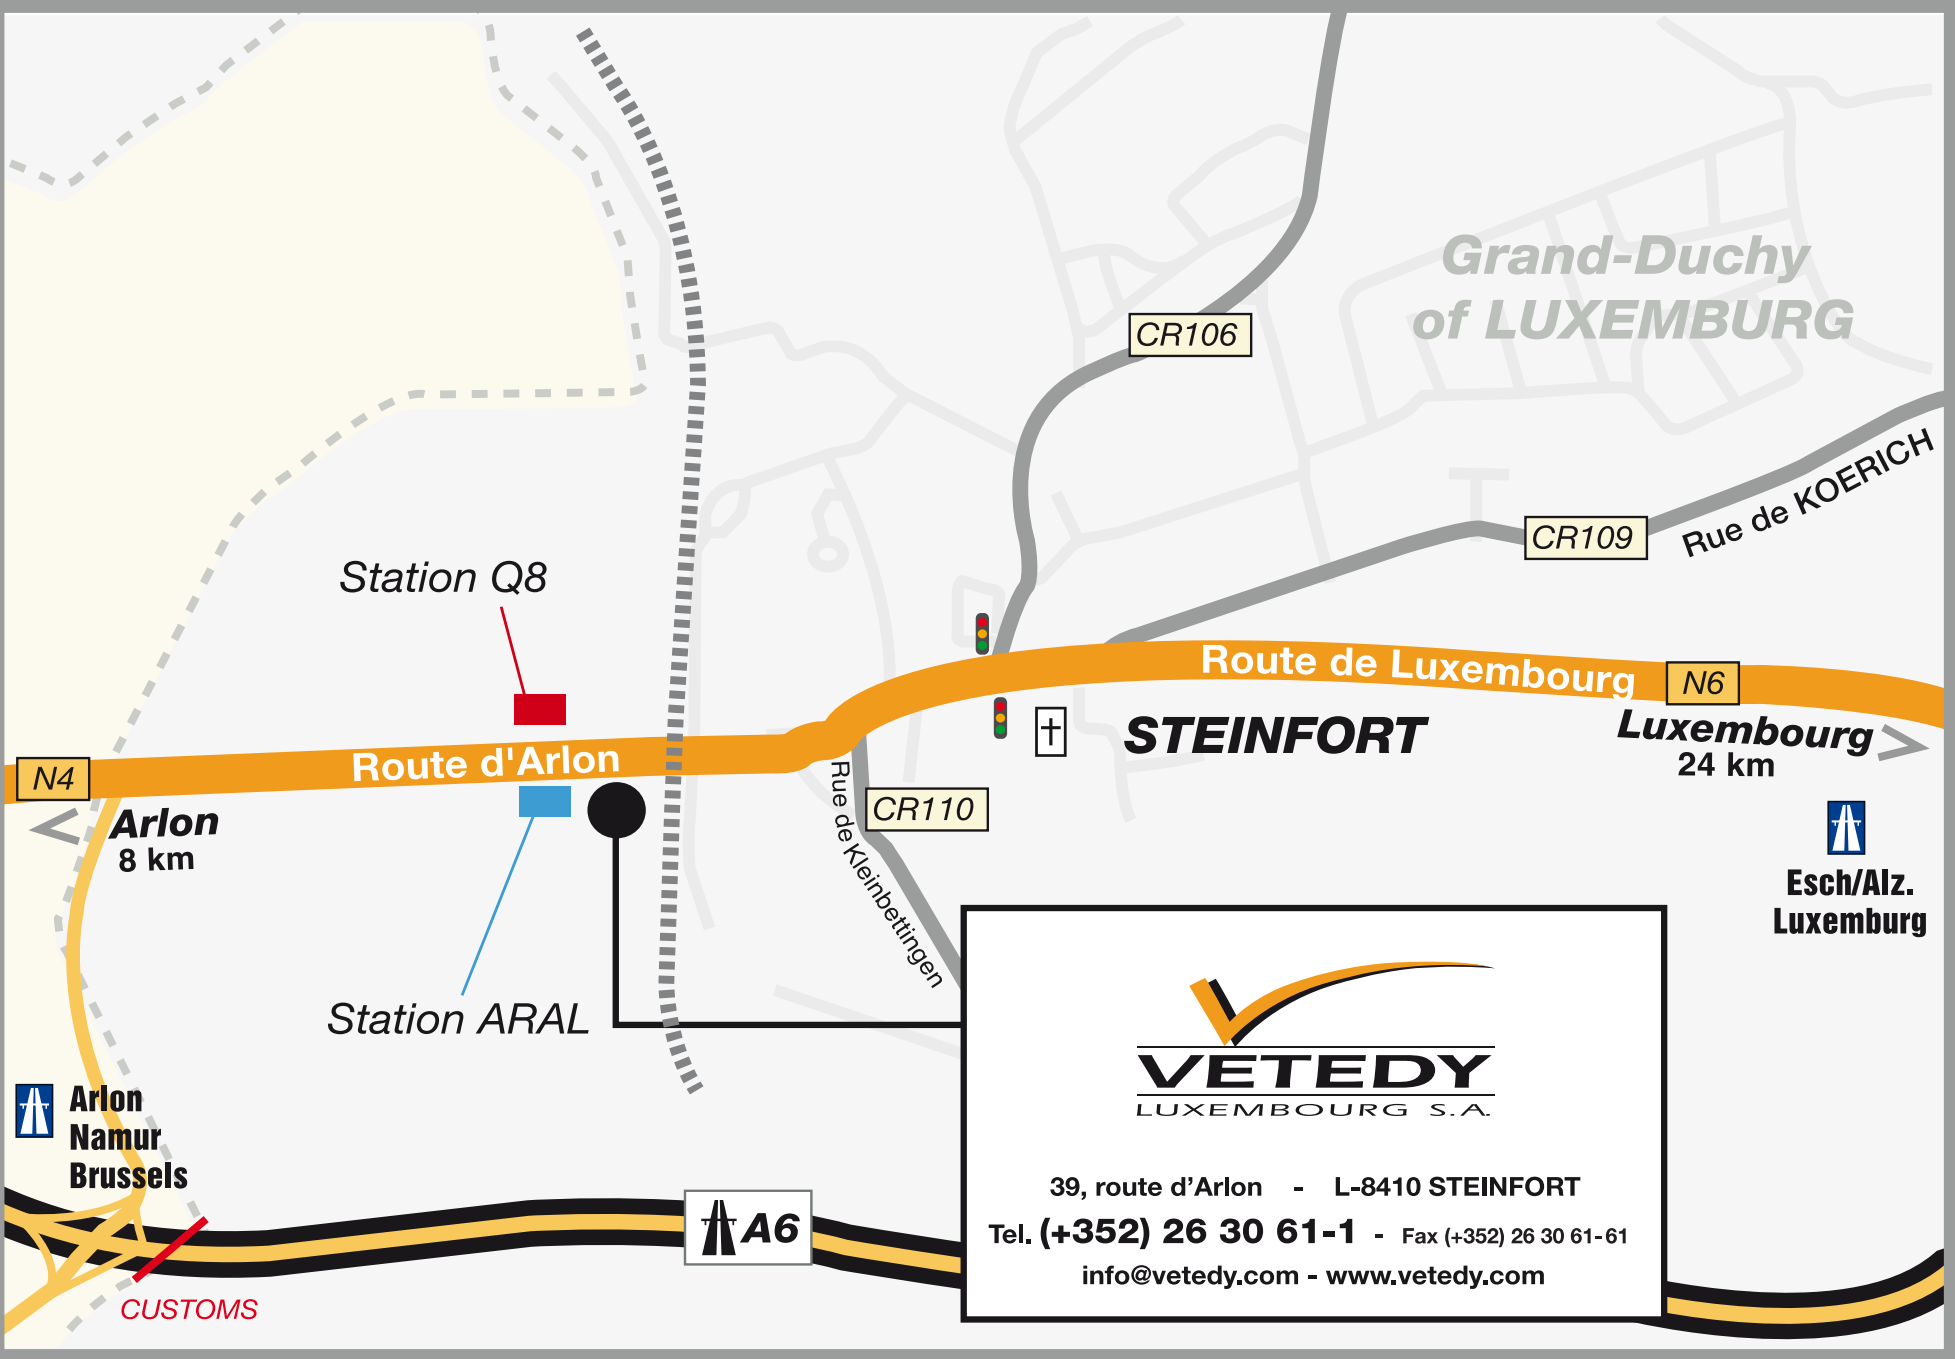 Grand-Duchy
of LUXEMBURG
CR106
Rue de KOERICH
CR109
Station Q8
Route de Luxembourg
N6
STEINFORT
Luxembourg
24 km
Route d'Arlon
N4
Arlon
8 km
Rue de Kleinbettingen
CR110
Esch/Alz.
Luxemburg
Station ARAL
Arlon
Namur
Brussels
A6
CUSTOMS
VETEDY
LUXEMBOURG S.A.
39, route d'Arlon - L-8410 STEINFORT
Tel. (+352) 26 30 61-1 - Fax (+352) 26 30 61-61
info@vetedy.com - www.vetedy.com